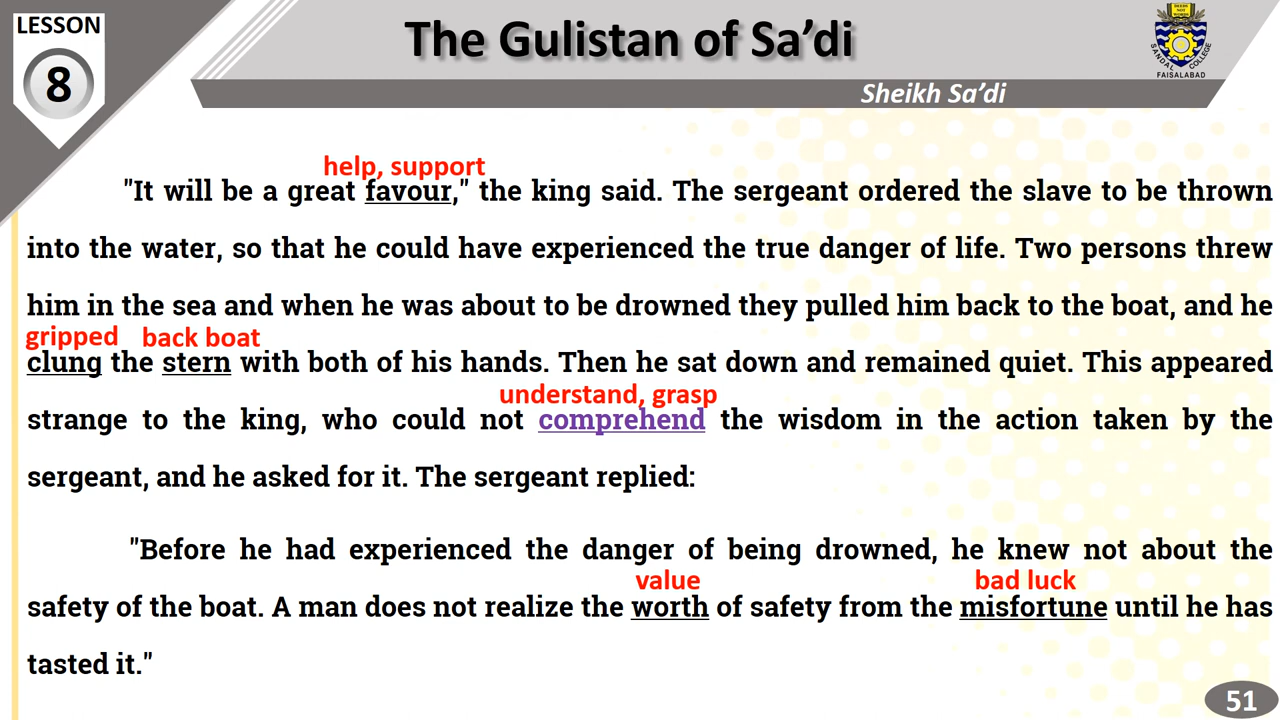 LESSON
8
The Gulistan of Sa’di
Sheikh Sa’di
DEEDS
NOT
WORDS
SANDAL COLLEGE
FAISALABAD
help, support
"It will be a great favour," the king said. The sergeant ordered the slave to be thrown
into the water, so that he could have experienced the true danger of life. Two persons threw
him in the sea and when he was about to be drowned they pulled him back to the boat, and he
gripped back boat
clung the stern with both of his hands. Then he sat down and remained quiet. This appeared
understand, grasp
strange to the king, who could not comprehend the wisdom in the action taken by the
sergeant, and he asked for it. The sergeant replied:
"Before he had experienced the danger of being drowned, he knew not about the
value bad luck
safety of the boat. A man does not realize the worth of safety from the misfortune until he has
tasted it."
51